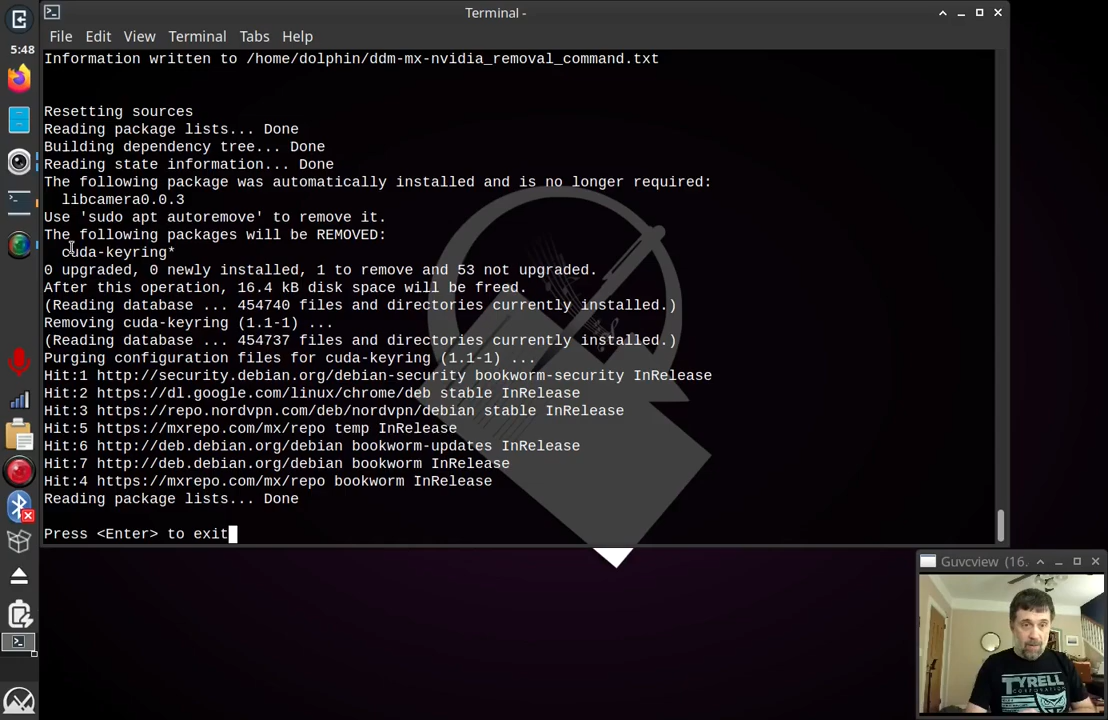 Terminal -
File Edit View Terminal Tabs Help
5:48
Information written to /home/dolphin/ddm-mx-nvidia_removal_command.txt
Resetting sources
Reading package lists... Done
Building dependency tree... Done
Reading state information... Done
The following package was automatically installed and is no longer required:
libcamera0.0.3
Use 'sudo apt autoremove' to remove it.
The following packages will be REMOVED:
cuda-keyring*
0 upgraded, 0 newly installed, 1 to remove and 53 not upgraded.
After this operation, 16.4 kB disk space will be freed.
(Reading database ... 454740 files and directories currently installed.)
Removing cuda-keyring (1.1-1) ...
(Reading database ... 454737 files and directories currently installed.)
Purging configuration files for cuda-keyring (1.1-1) ...
Hit:1 http://security.debian.org/debian-security bookworm-security InRelease
Hit:2 https://dl.google.com/linux/chrome/deb stable InRelease
Hit:3 https://repo.nordvpn.com/deb/nordvpn/debian stable InRelease
Hit:5 https://mxrepo.com/mx/repo temp InRelease
Hit:6 http://deb.debian.org/debian bookworm-updates InRelease
Hit:7 http://deb.debian.org/debian bookworm InRelease
Hit:4 https://mxrepo.com/mx/repo bookworm InRelease
Reading package lists... Done
Press <Enter> to exit
Guvcview (16.
TYRELL
CORPORATION